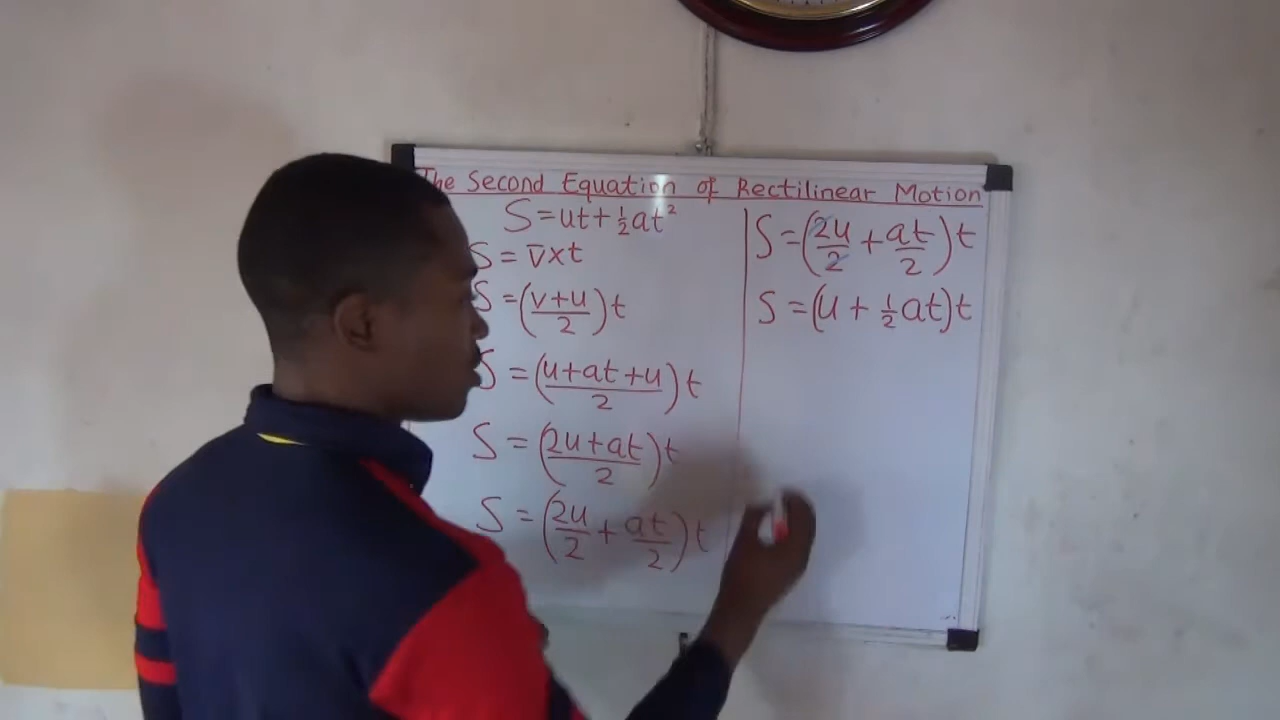 The Second Equation of Rectilinear Motion
S = ut + ½at²
S = v̄ x t
S = (v+u/2)t
S = (u+at+u/2)t
S = (2u+at/2)t
S = (2u/2 + at/2)t
S = (2u/2 + at/2)t
S = (u + ½at)t